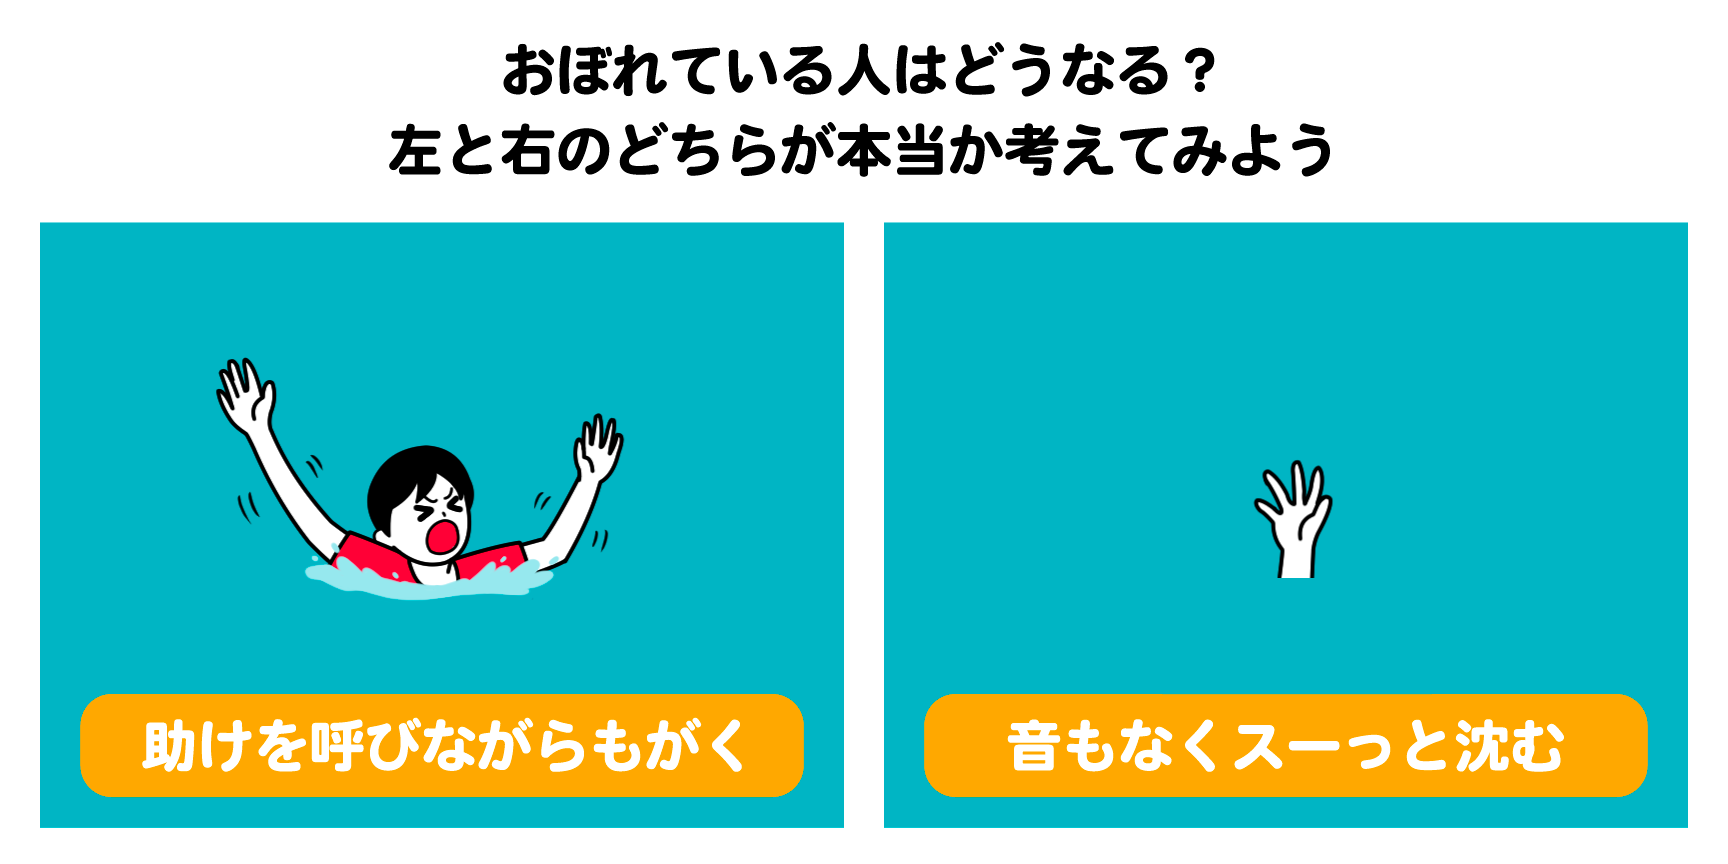 おぼれている人はどうなる？
左と右のどちらが本当か考えてみよう
助けを呼びながらもがく
音もなくスーっと沈む